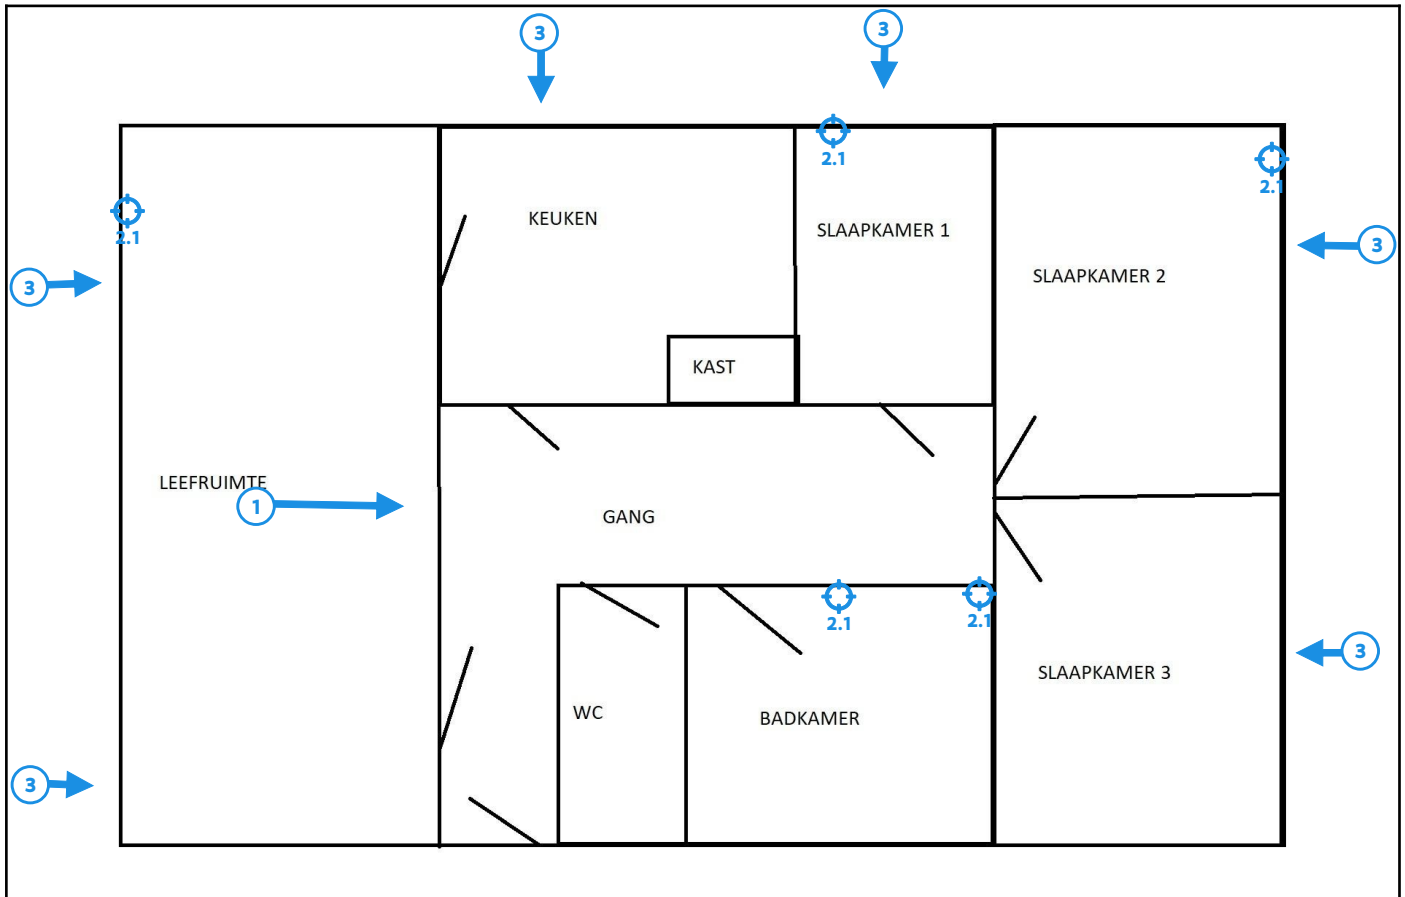 3
3
2.1
2.1
2.1
KEUKEN
SLAAPKAMER 1
3
3
SLAAPKAMER 2
KAST
LEEFRUIMTE
1
GANG
2.1
2.1
3
SLAAPKAMER 3
WC
BADKAMER
3